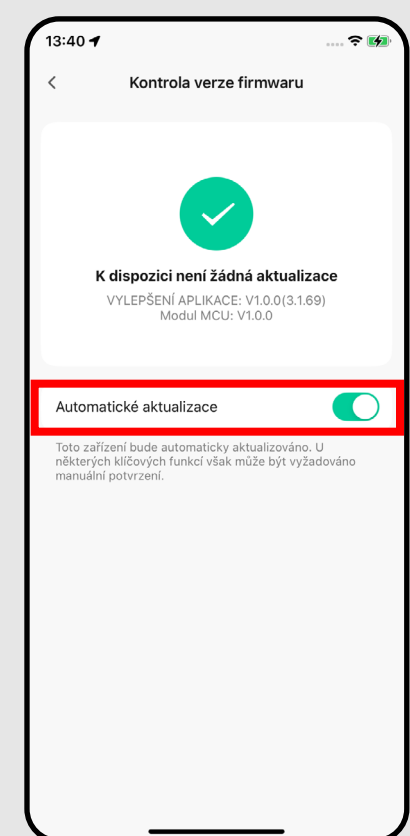 13:40
Kontrola verze firmwaru
K dispozici není žádná aktualizace
VYLEPŠENÍ APLIKACE: V1.0.0(3.1.69)
Modul MCU: V1.0.0
Automatické aktualizace
Toto zařízení bude automaticky aktualizováno. U
některých klíčových funkcí však může být vyžadováno
manuální potvrzení.